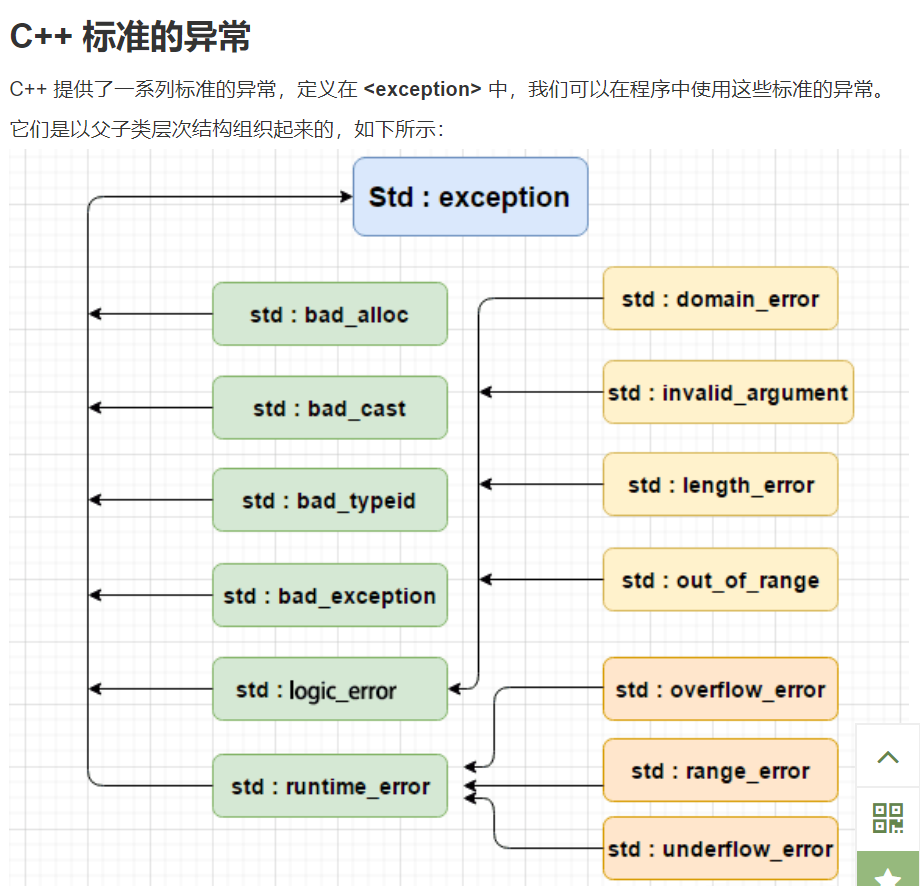 C++ 标准的异常
C++ 提供了一系列标准的异常，定义在 <exception> 中，我们可以在程序中使用这些标准的异常。
它们是以父子类层次结构组织起来的，如下所示：
Std : exception
std : bad_alloc
std : bad_cast
std : bad_typeid
std : bad_exception
std : logic_error
std : runtime_error
std : domain_error
std : invalid_argument
std : length_error
std : out_of_range
std : overflow_error
std : range_error
std : underflow_error